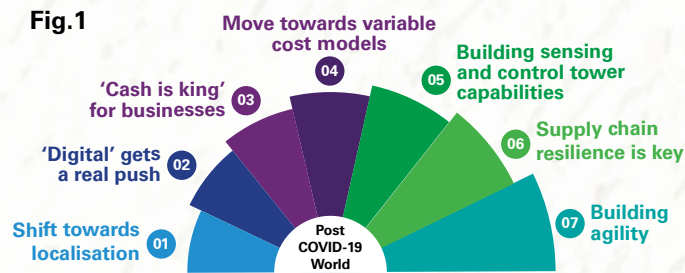 Fig.1
Shift towards
localisation
01
'Digital' gets
a real push
02
'Cash is king'
for businesses
03
Move towards variable
cost models
04
05
Building sensing
and control tower
capabilities
06
Supply chain
resilience is key
07
Building
agility
Post
COVID-19
World